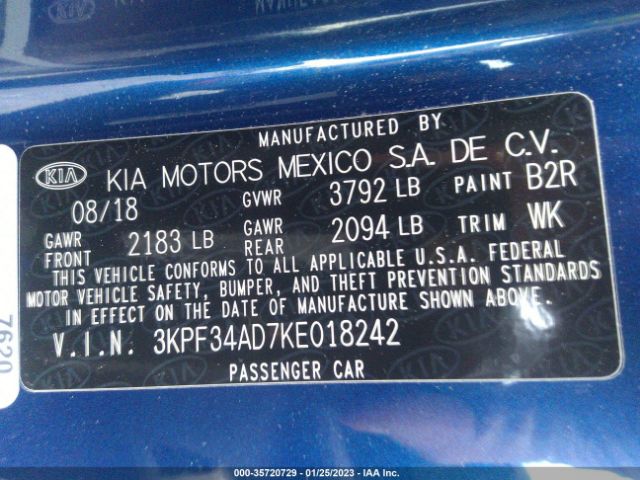 MANUFACTURED BY
KIA KIA MOTORS MEXICO S.A. DE C.V.
08/18 GVWR 3792 LB PAINT B2R
GAWR FRONT 2183 LB GAWR REAR 2094 LB TRIM WK
THIS VEHICLE CONFORMS TO ALL APPLICABLE U.S.A. FEDERAL
MOTOR VEHICLE SAFETY, BUMPER, AND THEFT PREVENTION STANDARDS
IN EFFECT ON THE DATE OF MANUFACTURE SHOWN ABOVE.
V.I.N. 3KPF34AD7KE018242
PASSENGER CAR
7620
000-35720729 - 01/25/2023 - IAA Inc.